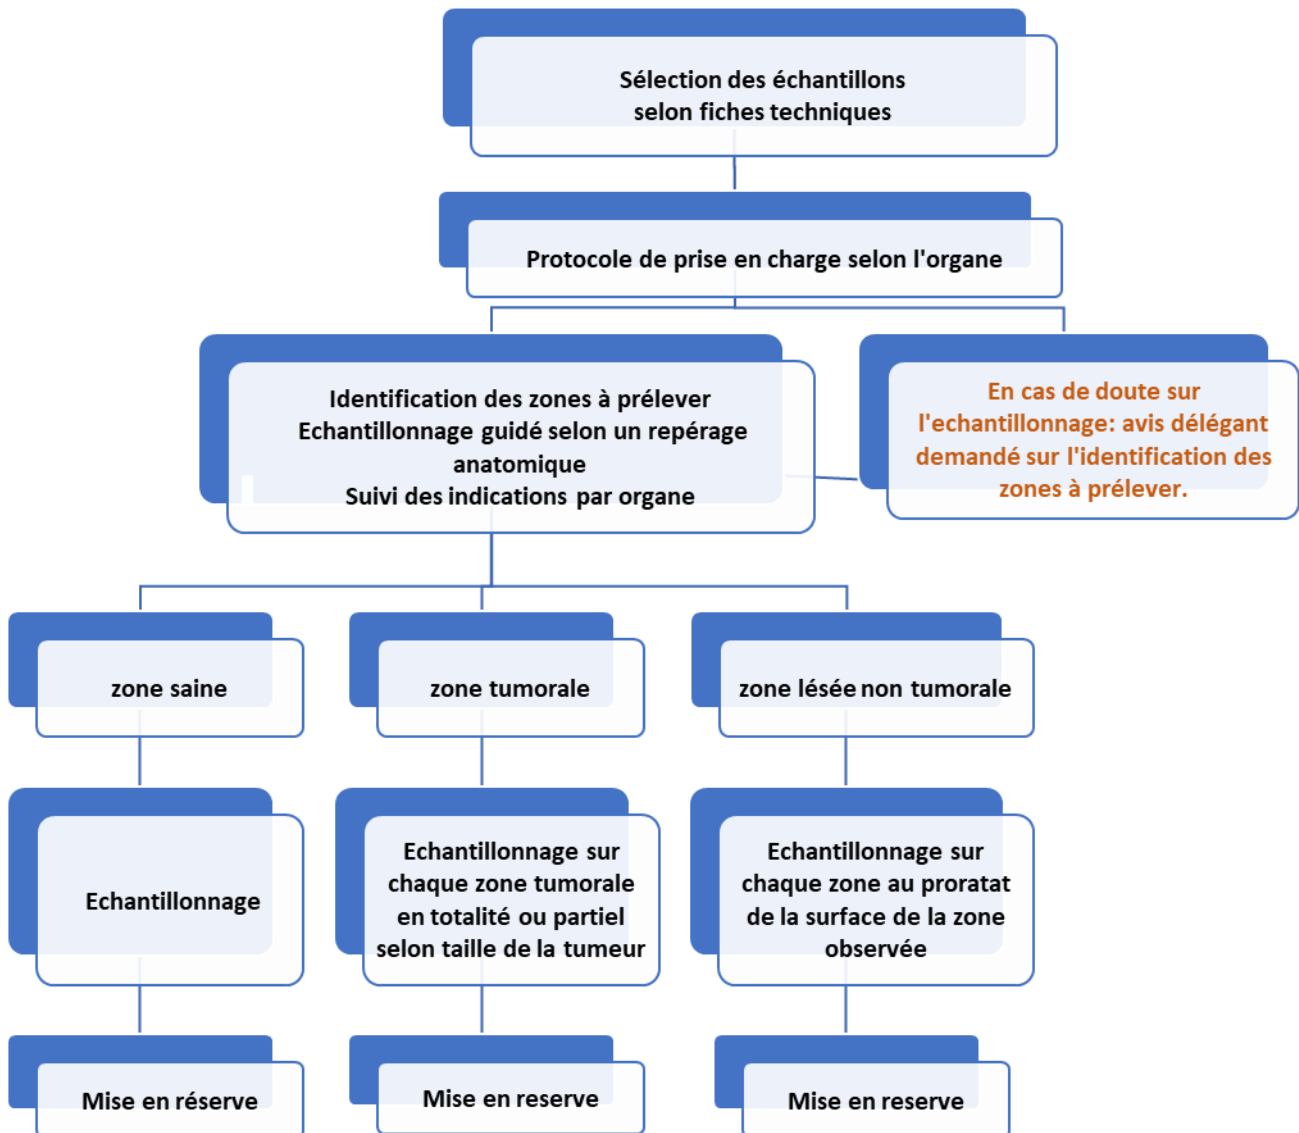 Sélection des échantillons
selon fiches techniques
Protocole de prise en charge selon l'organe
Identification des zones à prélever
Echantillonnage guidé selon un repérage
anatomique
Suivi des indications par organe
En cas de doute sur
l'echantillonnage: avis délégant
demandé sur l'identification des
zones à prélever.
zone saine
zone tumorale
zone lésée non tumorale
Echantillonnage
Echantillonnage sur
chaque zone tumorale
en totalité ou partiel
selon taille de la tumeur
Echantillonnage sur
chaque zone au proratat
de la surface de la zone
observée
Mise en réserve
Mise en reserve
Mise en reserve